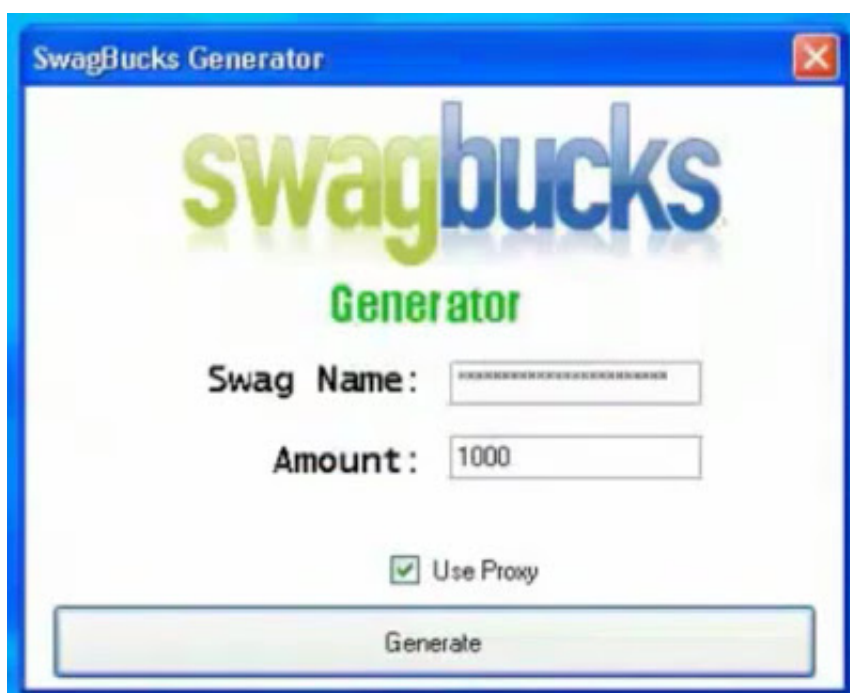 SwagBucks Generator
swagbucks
Generator
Swag Name: ************************
Amount: 1000
Use Proxy
Generate